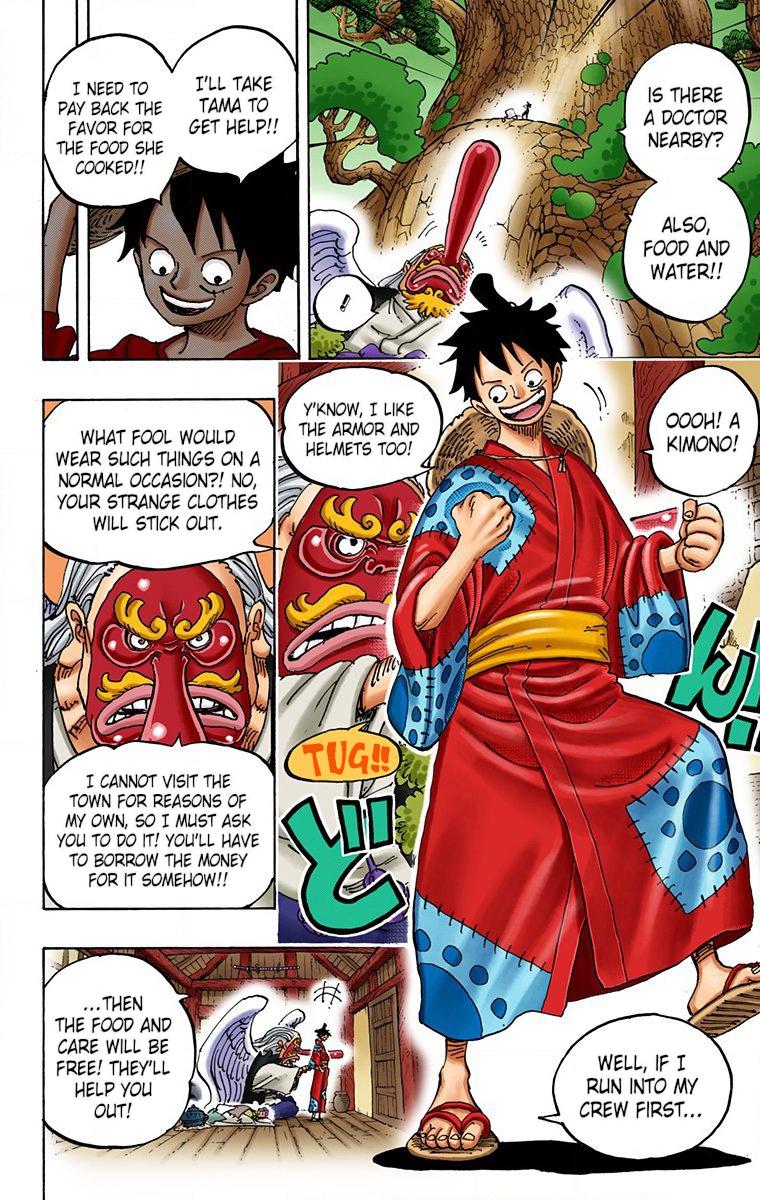 IS THERE
A DOCTOR
NEARBY?
ALSO,
FOOD AND
WATER!!
I'LL TAKE
TAMA TO
GET HELP!!
I NEED TO
PAY BACK THE
FAVOR FOR
THE FOOD SHE
COOKED!!
OOOH! A
KIMONO!
Y'KNOW, I LIKE
THE ARMOR AND
HELMETS TOO!
TUG!!
ど
ん!!
WHAT FOOL WOULD
WEAR SUCH THINGS ON A
NORMAL OCCASION?! NO,
YOUR STRANGE CLOTHES
WILL STICK OUT.
I CANNOT VISIT THE
TOWN FOR REASONS OF
MY OWN, SO I MUST ASK
YOU TO DO IT! YOU'LL HAVE
TO BORROW THE MONEY
FOR IT SOMEHOW!!
WELL, IF I
RUN INTO MY
CREW FIRST...
...THEN
THE FOOD AND
CARE WILL BE
FREE! THEY'LL
HELP YOU
OUT!